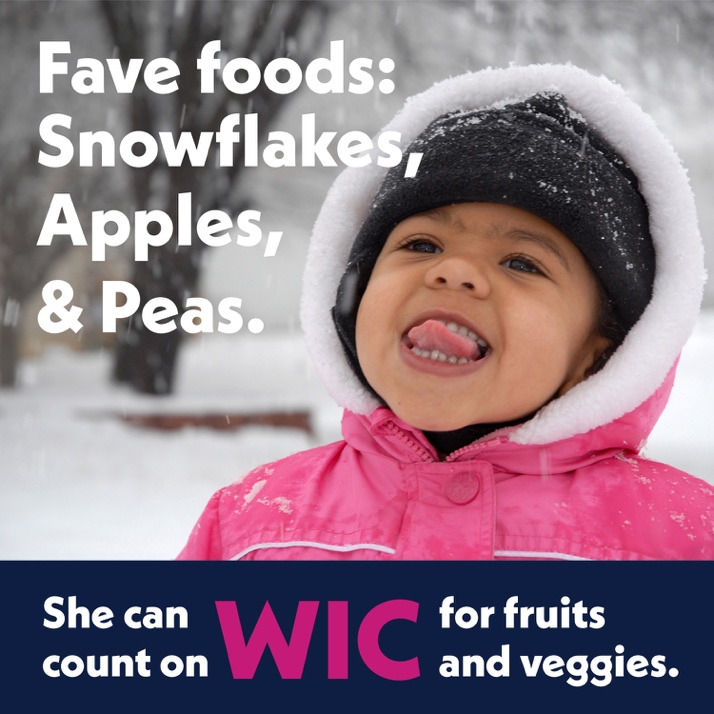 Fave foods:
Snowflakes,
Apples,
& Peas.
She can
count on
WIC
for fruits
and veggies.